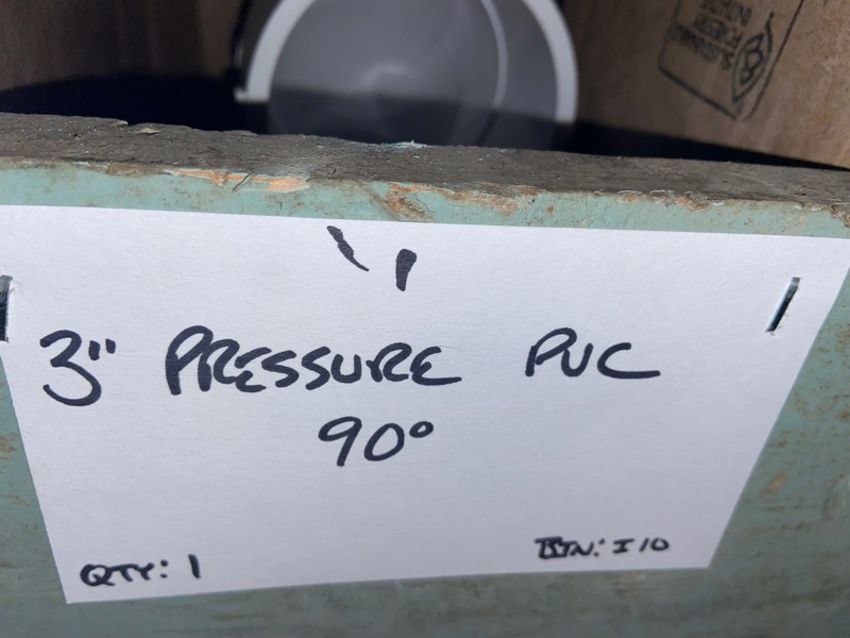 3" PRESSURE PVC
90°
QTY: 1
BIN: I10